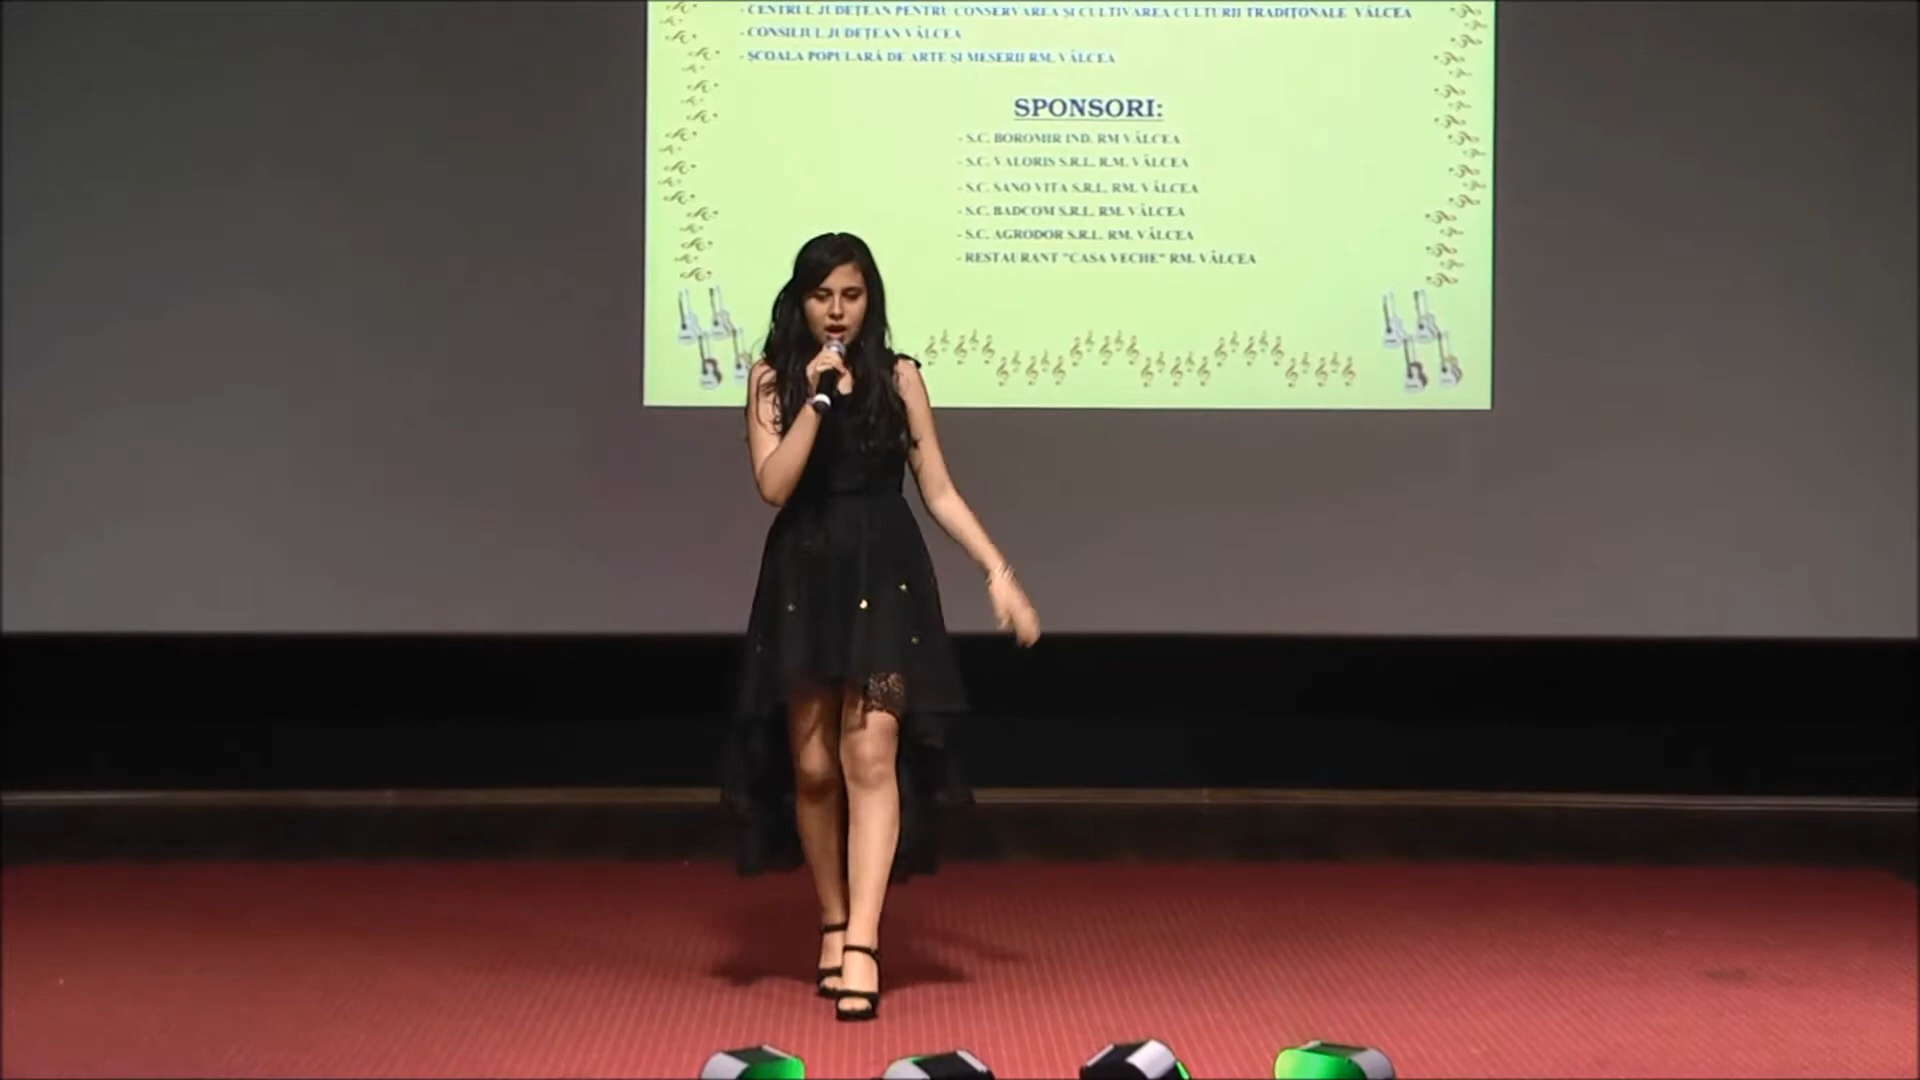 - CENTRUL JUDEȚEAN PENTRU CONSERVAREA ȘI CULTIVAREA CULTURII TRADIȚONALE VÂLCEA
- CONSILIUL JUDEȚEAN VÂLCEA
- ȘCOALA POPULARĂ DE ARTE ȘI MESERII RM. VÂLCEA
SPONSORI:
- S.C. BOROMIR IND. RM VÂLCEA
- S.C. VALORIS S.R.L. R.M. VÂLCEA
- S.C. SANO VITA S.R.L. RM. VÂLCEA
- S.C. BADCOM S.R.L. RM. VÂLCEA
- S.C. AGRODOR S.R.L. RM. VÂLCEA
- RESTAURANT "CASA VECHE" RM. VÂLCEA